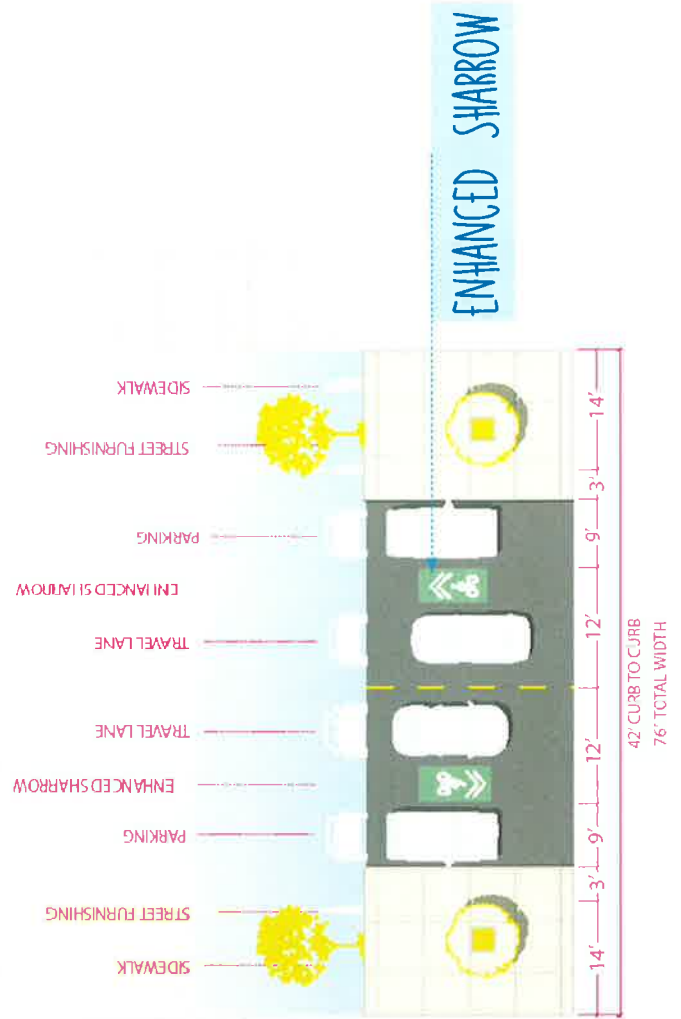 ENHANCED SHARROW
SIDEWALK
STREET FURNISHING
PARKING
ENHANCED SHARROW
TRAVEL LANE
TRAVEL LANE
ENHANCED SHARROW
PARKING
STREET FURNISHING
SIDEWALK
14'
3'
9'
12'
12'
9'
3'
14'
42' CURB TO CURB
76' TOTAL WIDTH